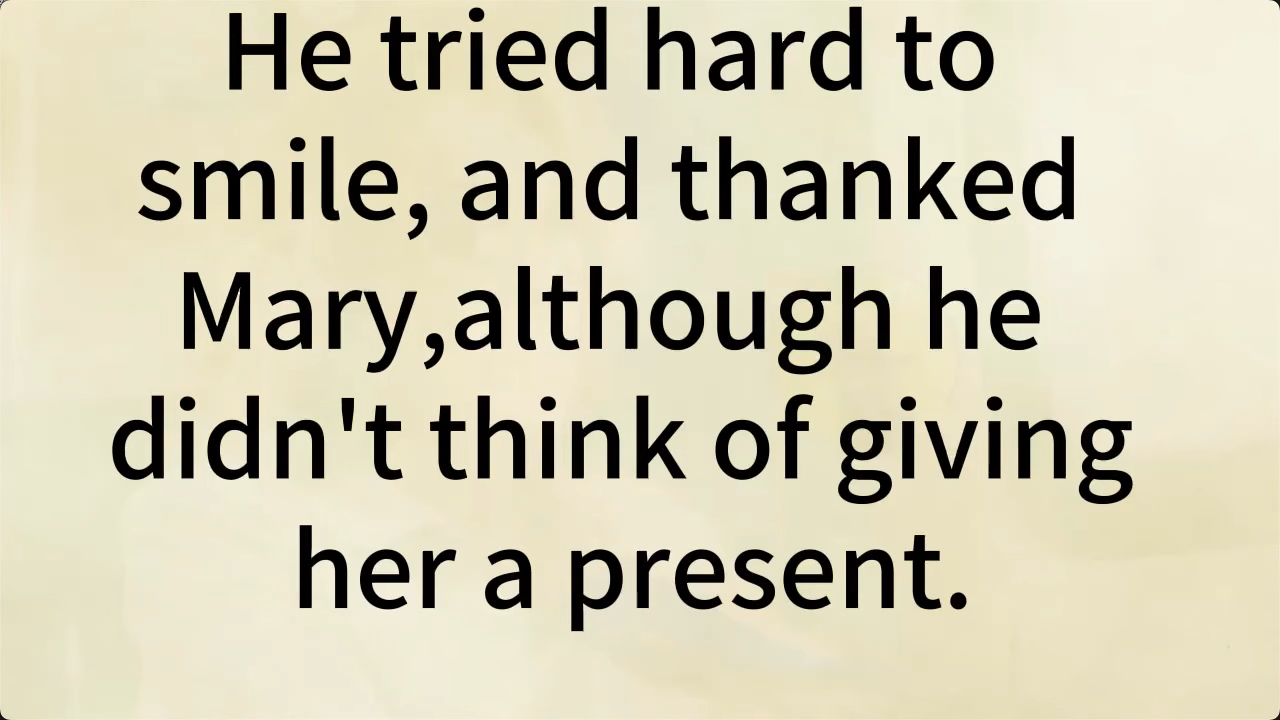 He tried hard to
smile, and thanked
Mary,although he
didn't think of giving
her a present.